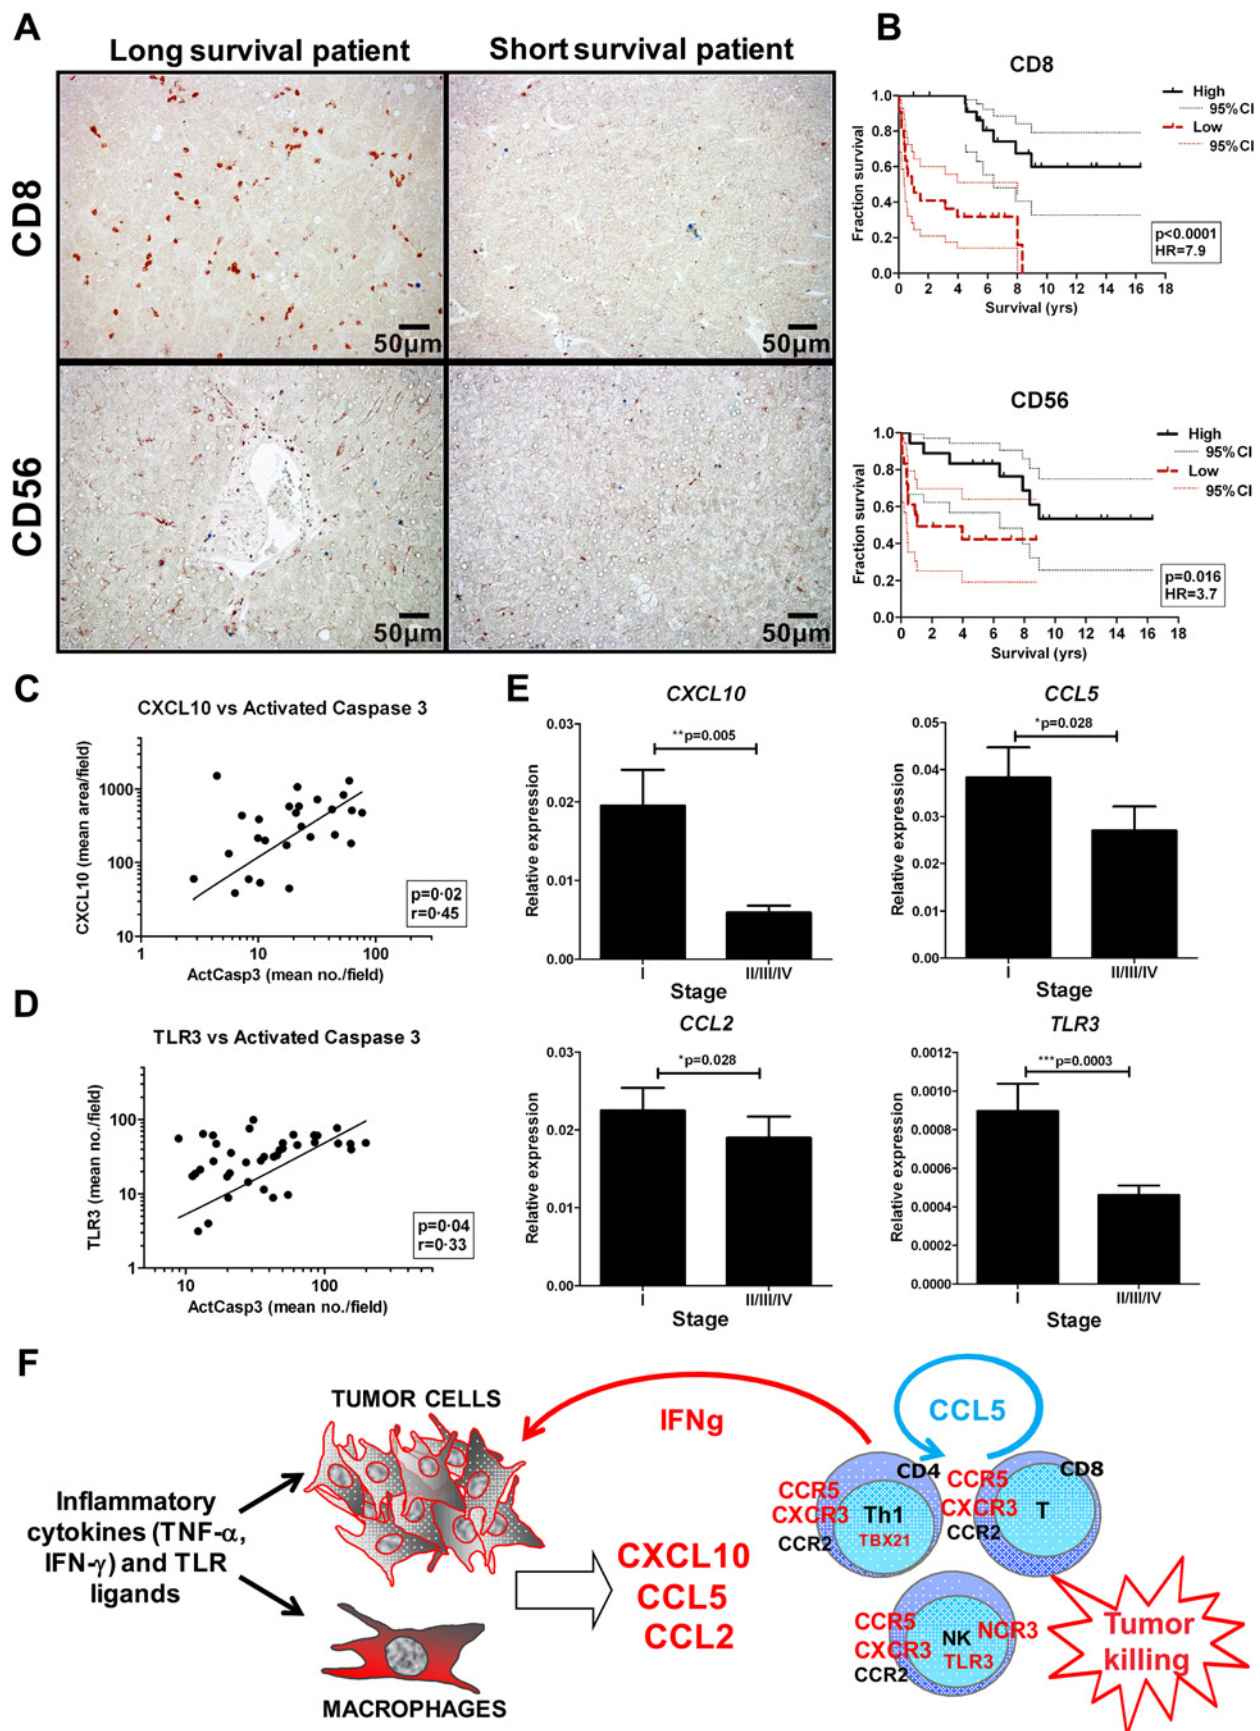 A
Long survival patient
Short survival patient
CD8
CD56
50μm
50μm
50μm
50μm
B
CD8
High
95%CI
Low
95%CI
p<0.0001
HR=7.9
Fraction survival
1.0
0.8
0.6
0.4
0.2
0.0
0 2 4 6 8 10 12 14 16 18
Survival (yrs)
CD56
High
95%CI
Low
95%CI
p=0.016
HR=3.7
Fraction survival
1.0
0.8
0.6
0.4
0.2
0.0
0 2 4 6 8 10 12 14 16 18
Survival (yrs)
C
CXCL10 vs Activated Caspase 3
CXCL10 (mean area/field)
1000
100
10
1 10 100
ActCasp3 (mean no./field)
p=0·02
r=0·45
D
TLR3 vs Activated Caspase 3
TLR3 (mean no./field)
100
10
1
10 100
ActCasp3 (mean no./field)
p=0·04
r=0·33
E
CXCL10
**p=0.005
Relative expression
0.03
0.02
0.01
0.00
I II/III/IV
Stage
CCL5
*p=0.028
Relative expression
0.05
0.04
0.03
0.02
0.01
0.00
I II/III/IV
Stage
CCL2
*p=0.028
Relative expression
0.03
0.02
0.01
0.00
I II/III/IV
Stage
TLR3
***p=0.0003
Relative expression
0.0012
0.0010
0.0008
0.0006
0.0004
0.0002
0.0000
I II/III/IV
Stage
F
Inflammatory
cytokines (TNF-α,
IFN-γ) and TLR
ligands
TUMOR CELLS
MACROPHAGES
IFNg
CXCL10
CCL5
CCL2
CCL5
CD4
CCR5
CXCR3
CCR2
Th1
TBX21
CD8
CCR5
CXCR3
CCR2
T
CCR5
CXCR3
CCR2
NK
NCR3
TLR3
Tumor
killing